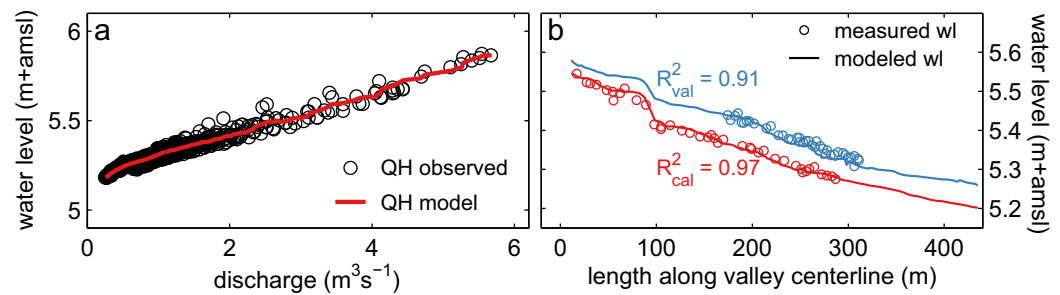 a
6
5.5
5
water level (m+amsl)
0
2
4
6
discharge (m³s⁻¹)
QH observed
QH model
b
measured wl
modeled wl
R²val = 0.91
R²cal = 0.97
5.6
5.5
5.4
5.3
5.2
water level (m+amsl)
0
100
200
300
400
length along valley centerline (m)